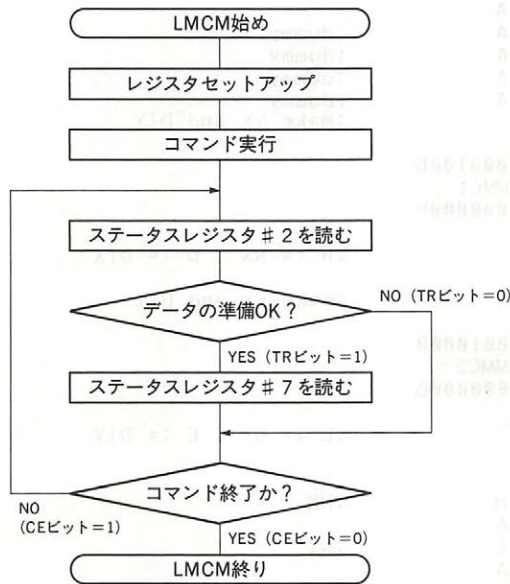 LMCM始め
レジスタセットアップ
コマンド実行
ステータスレジスタ＃2を読む
データの準備OK？
NO（TRビット＝0）
YES（TRビット＝1）
ステータスレジスタ＃7を読む
コマンド終了か？
NO
（CEビット＝1）
YES（CEビット＝0）
LMCM終り